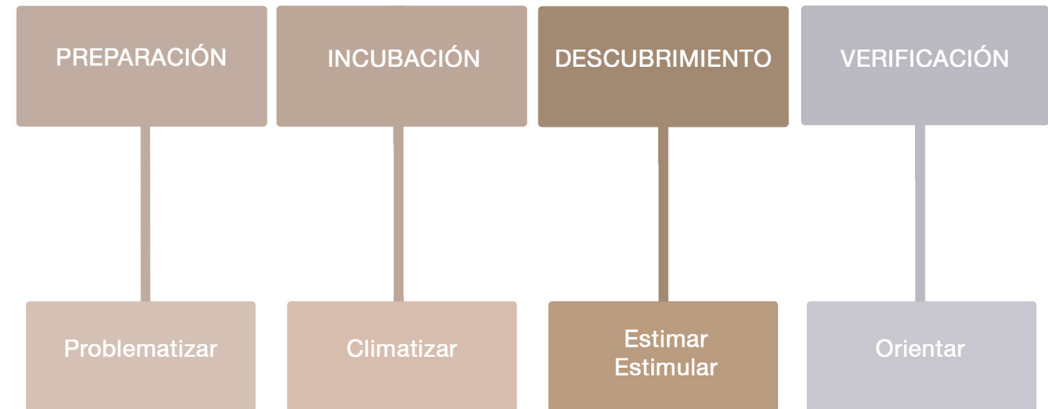 PREPARACIÓN
INCUBACIÓN
DESCUBRIMIENTO
VERIFICACIÓN
Problematizar
Climatizar
Estimar
Estimular
Orientar